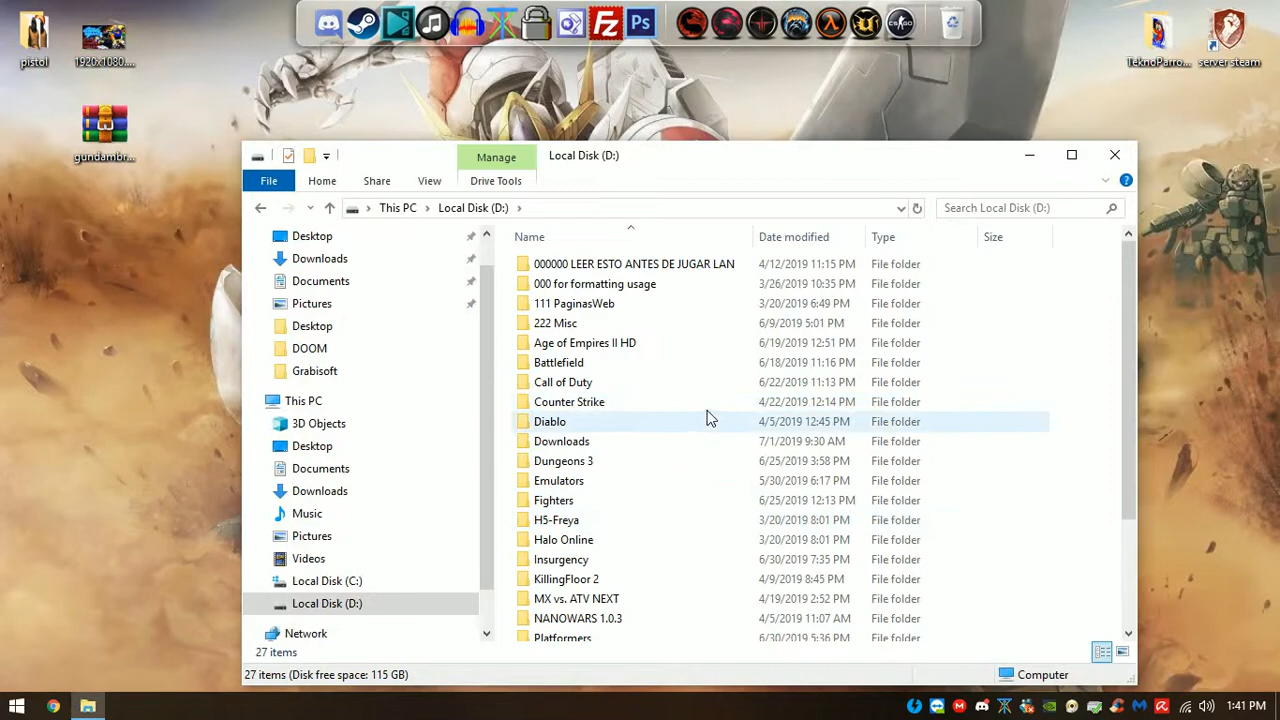 pistol
1920x1080....
gundambr...
TeknoParro...
server steam
Ps
CS:GO
Manage
Local Disk (D:)
File
Home
Share
View
Drive Tools
This PC
Local Disk (D:)
Search Local Disk (D:)
Desktop
Downloads
Documents
Pictures
Desktop
DOOM
Grabisoft
This PC
3D Objects
Desktop
Documents
Downloads
Music
Pictures
Videos
Local Disk (C:)
Local Disk (D:)
Network
Name Date modified Type Size
000000 LEER ESTO ANTES DE JUGAR LAN 4/12/2019 11:15 PM File folder
000 for formatting usage 3/26/2019 10:35 PM File folder
111 PaginasWeb 3/20/2019 6:49 PM File folder
222 Misc 6/9/2019 5:01 PM File folder
Age of Empires II HD 6/19/2019 12:51 PM File folder
Battlefield 6/18/2019 11:16 PM File folder
Call of Duty 6/22/2019 11:13 PM File folder
Counter Strike 4/22/2019 12:14 PM File folder
Diablo 4/5/2019 12:45 PM File folder
Downloads 7/1/2019 9:30 AM File folder
Dungeons 3 6/25/2019 3:58 PM File folder
Emulators 5/30/2019 6:17 PM File folder
Fighters 6/25/2019 12:13 PM File folder
H5-Freya 3/20/2019 8:01 PM File folder
Halo Online 3/20/2019 8:01 PM File folder
Insurgency 6/30/2019 7:35 PM File folder
KillingFloor 2 4/9/2019 8:45 PM File folder
MX vs. ATV NEXT 4/19/2019 2:52 PM File folder
NANOWARS 1.0.3 4/5/2019 11:07 AM File folder
Platformers 6/30/2019 5:36 PM File folder
27 items
27 items (Disk free space: 115 GB)
Computer
1:41 PM